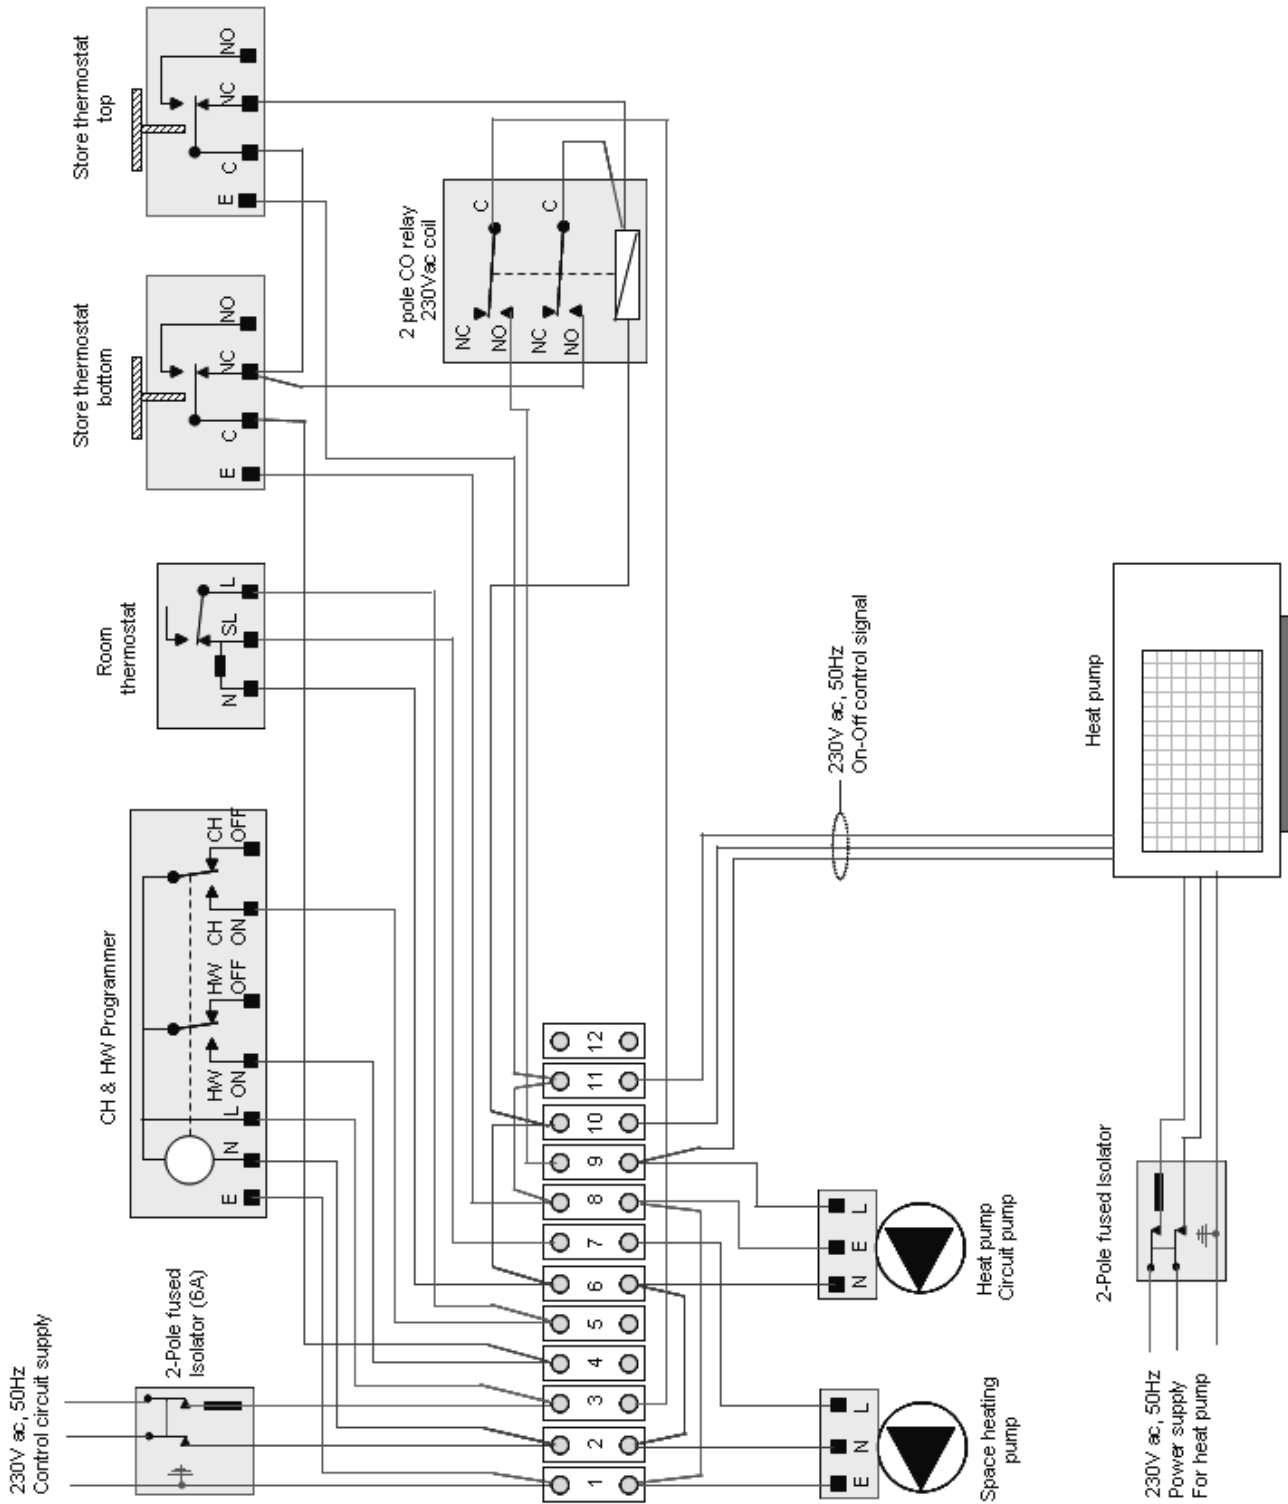 230V ac, 50Hz
Control circuit supply
2-Pole fused
Isolator (6A)
CH & HW Programmer
E
N
L
HW
ON
HW
OFF
CH
ON
CH
OFF
Room
thermostat
N
SL
L
Store thermostat
bottom
E
C
NC
NO
Store thermostat
top
E
C
NC
NO
2 pole CO relay
230Vac coil
NC
NO
C
NC
NO
C
1
2
3
4
5
6
7
8
9
10
11
12
E
N
L
Space heating
pump
N
E
L
Heat pump
Circuit pump
230V ac, 50Hz
On-Off control signal
Heat pump
2-Pole fused Isolator
230V ac, 50Hz
Power supply
For heat pump